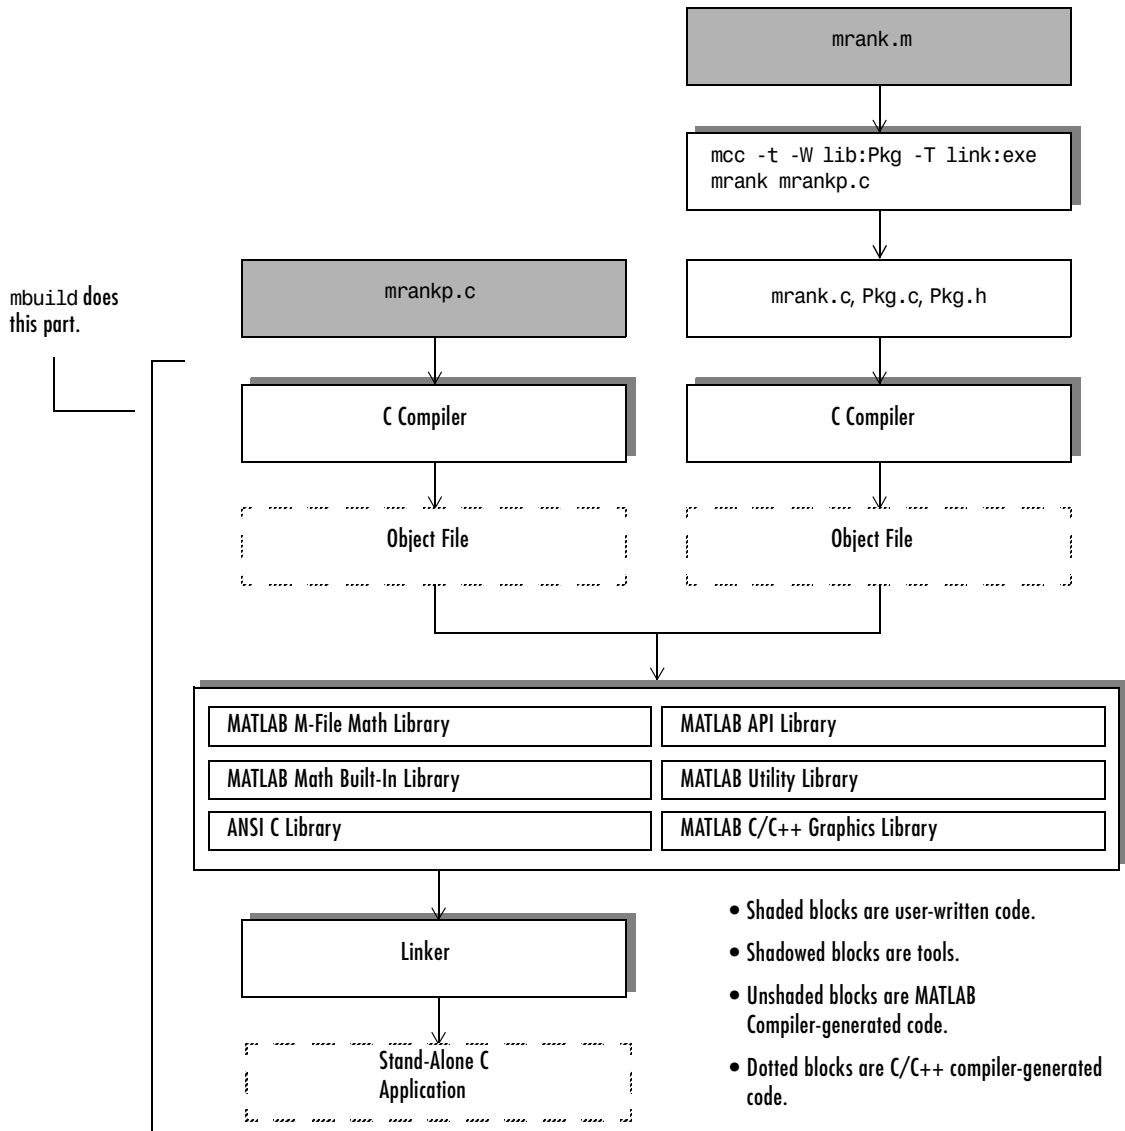 mrank.m
mcc -t -W lib:Pkg -T link:exe
mrank mrankp.c
mbuild does
this part.
mrankp.c
mrank.c, Pkg.c, Pkg.h
C Compiler
C Compiler
Object File
Object File
MATLAB M-File Math Library
MATLAB API Library
MATLAB Math Built-In Library
MATLAB Utility Library
ANSI C Library
MATLAB C/C++ Graphics Library
Linker
Stand-Alone C
Application
• Shaded blocks are user-written code.
• Shadowed blocks are tools.
• Unshaded blocks are MATLAB
Compiler-generated code.
• Dotted blocks are C/C++ compiler-generated
code.